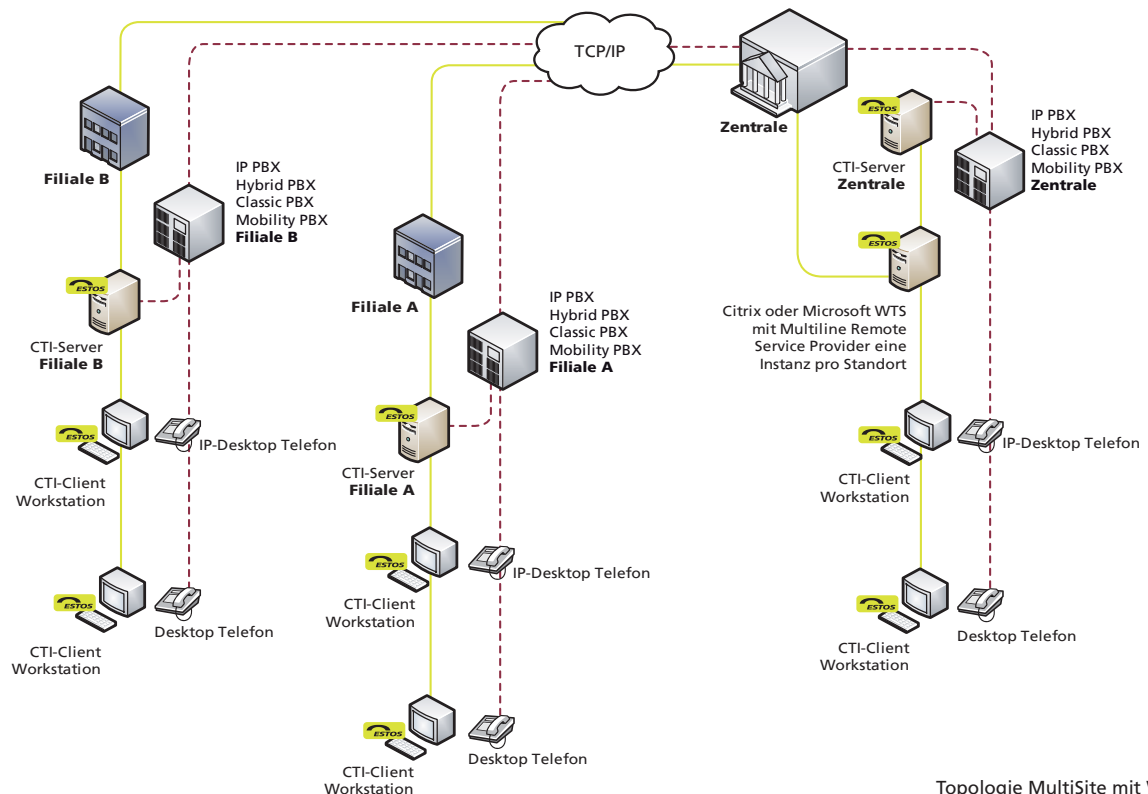 TCP/IP
Zentrale
ESTOS
CTI-Server
Zentrale
IP PBX
Hybrid PBX
Classic PBX
Mobility PBX
Zentrale
Filiale B
IP PBX
Hybrid PBX
Classic PBX
Mobility PBX
Filiale B
ESTOS
CTI-Server
Filiale B
ESTOS
CTI-Client
Workstation
IP-Desktop Telefon
ESTOS
CTI-Client
Workstation
Desktop Telefon
Filiale A
IP PBX
Hybrid PBX
Classic PBX
Mobility PBX
Filiale A
ESTOS
CTI-Server
Filiale A
ESTOS
CTI-Client
Workstation
IP-Desktop Telefon
ESTOS
CTI-Client
Workstation
Desktop Telefon
ESTOS
Citrix oder Microsoft WTS
mit Multiline Remote
Service Provider eine
Instanz pro Standort
ESTOS
CTI-Client
Workstation
IP-Desktop Telefon
ESTOS
CTI-Client
Workstation
Desktop Telefon
Topologie MultiSite mit